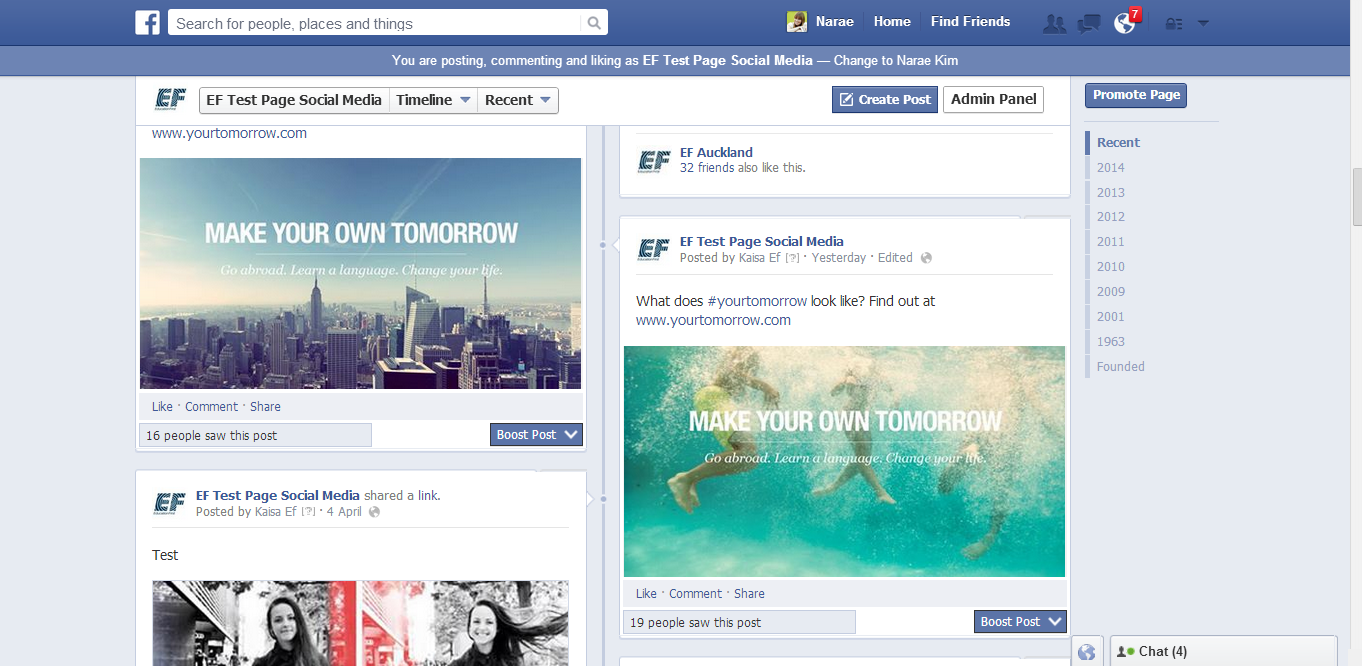 Search for people, places and things
Narae
Home
Find Friends
7
You are posting, commenting and liking as EF Test Page Social Media — Change to Narae Kim
EF
EF Test Page Social Media
Timeline
Recent
Create Post
Admin Panel
Promote Page
www.yourtomorrow.com
MAKE YOUR OWN TOMORROW
Go abroad. Learn a language. Change your life.
Like · Comment · Share
16 people saw this post
Boost Post
EF
EF Test Page Social Media shared a link.
Posted by Kaisa Ef [?] · 4 April
Test
EF
EF Auckland
32 friends also like this.
EF
EF Test Page Social Media
Posted by Kaisa Ef [?] · Yesterday · Edited
What does #yourtomorrow look like? Find out at
www.yourtomorrow.com
MAKE YOUR OWN TOMORROW
Go abroad. Learn a language. Change your life.
Like · Comment · Share
19 people saw this post
Boost Post
Recent
2014
2013
2012
2011
2010
2009
2001
1963
Founded
Chat (4)